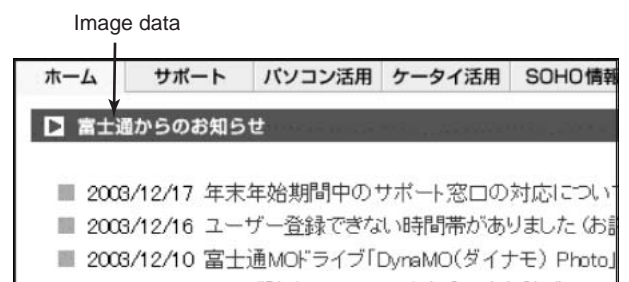 Image data
ホーム サポート パソコン活用 ケータイ活用 SOHO情報
富士通からのお知らせ
2003/12/17 年末年始期間中のサポート窓口の対応につい
2003/12/16 ユーザー登録できない時間帯がありました(お
2003/12/10 富士通MOドライブ「DynaMO(ダイナモ) Photo」